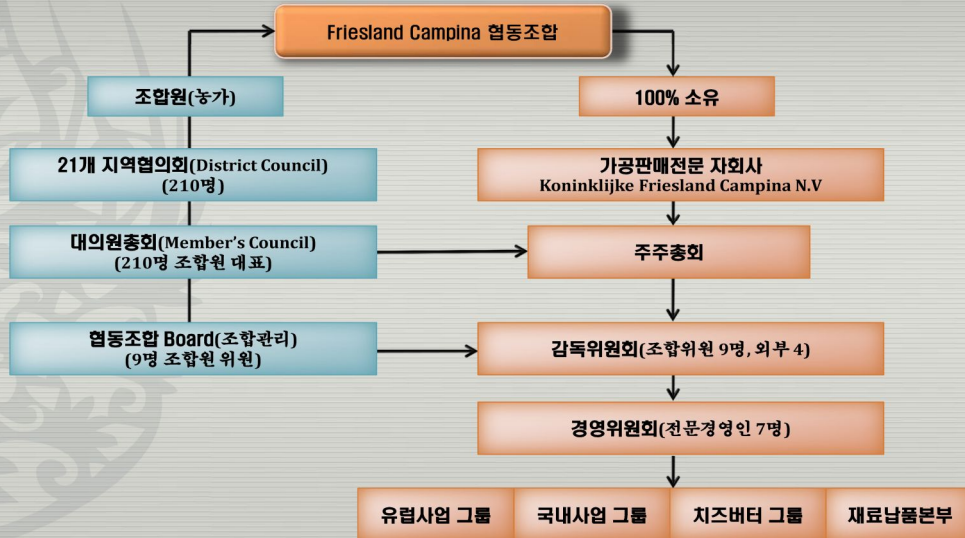 Friesland Campina 협동조합
조합원(농가)
100% 소유
21개 지역협의회(District Council)
(210명)
가공판매전문 자회사
Koninklijke Friesland Campina N.V
대의원총회(Member's Council)
(210명 조합원 대표)
주주총회
협동조합 Board(조합관리)
(9명 조합원 위원)
감독위원회(조합위원 9명, 외부 4)
경영위원회(전문경영인 7명)
유럽사업 그룹
국내사업 그룹
치즈버터 그룹
재료납품본부